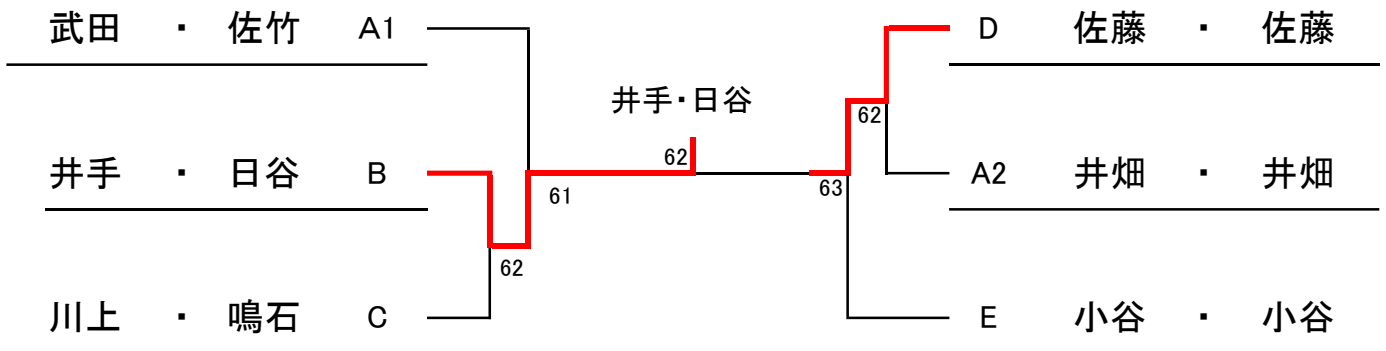 武田 ・ 佐竹 A1
D 佐藤 ・ 佐藤
井手・日谷
62
62
井手 ・ 日谷 B
A2 井畑 ・ 井畑
61
63
62
川上 ・ 鳴石 C
E 小谷 ・ 小谷